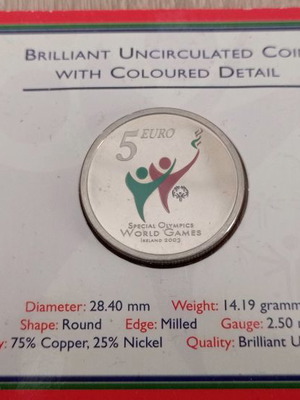 BRILLIANT UNCIRCULATED COIN
WITH COLOURED DETAIL
5 EURO
SPECIAL OLYMPICS
WORLD GAMES
IRELAND 2003
Diameter: 28.40 mm Weight: 14.19 gramm
Shape: Round Edge: Milled Gauge: 2.50 m
y: 75% Copper, 25% Nickel Quality: Brilliant U